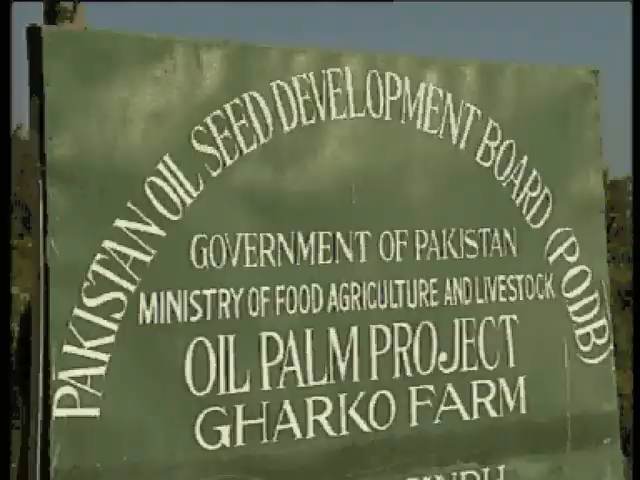 PAKISTAN OIL SEED DEVELOPMENT BOARD (PODB)
GOVERNMENT OF PAKISTAN
MINISTRY OF FOOD AGRICULTURE AND LIVESTOCK
OIL PALM PROJECT
GHARKO FARM